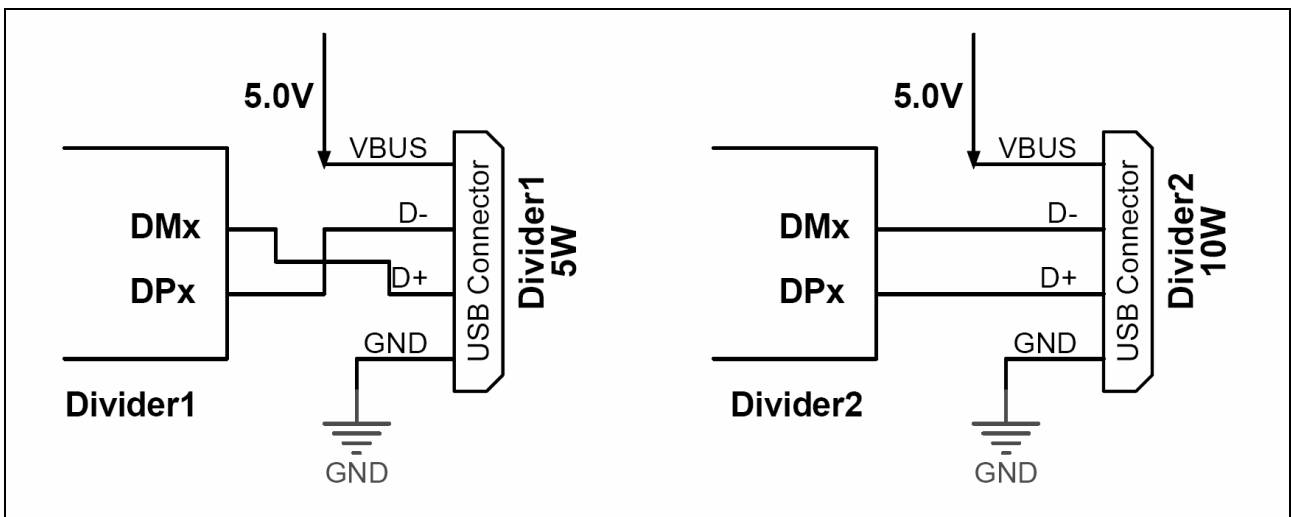 5.0V
VBUS
DMx
D-
DPx
D+
GND
USB Connector
Divider1
5W
Divider1
GND
5.0V
VBUS
DMx
D-
DPx
D+
GND
USB Connector
Divider2
10W
Divider2
GND